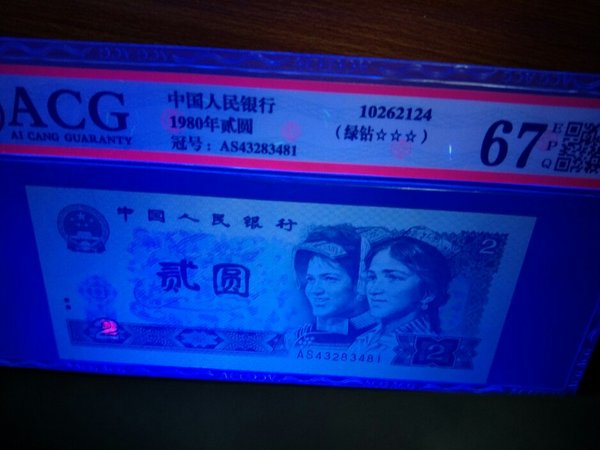 ACG
AI CANG GUARANTY
中国人民银行
1980年贰圆
冠号：AS43283481
10262124
（绿钻☆☆☆）
67
E
P
Q
中国人民银行
贰圆
2
AS43283481
2
2